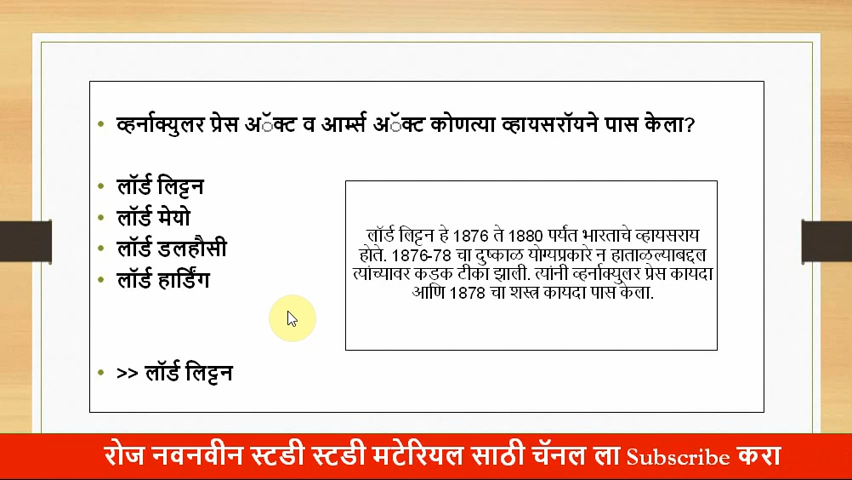 व्हर्नाक्युलर प्रेस अॅक्ट व आर्म्स अॅक्ट कोणत्या व्हायसरॉयने पास केला?
लॉर्ड लिट्टन
लॉर्ड मेयो
लॉर्ड डलहौसी
लॉर्ड हार्डिंग
लॉर्ड लिट्टन हे 1876 ते 1880 पर्यंत भारताचे व्हायसराय
होते. 1876-78 चा दुष्काळ योग्यप्रकारे न हाताळल्याबद्दल
त्यांच्यावर कडक टीका झाली. त्यांनी व्हर्नाक्युलर प्रेस कायदा
आणि 1878 चा शस्त्र कायदा पास केला.
>> लॉर्ड लिट्टन
रोज नवनवीन स्टडी स्टडी मटेरियल साठी चॅनल ला Subscribe करा